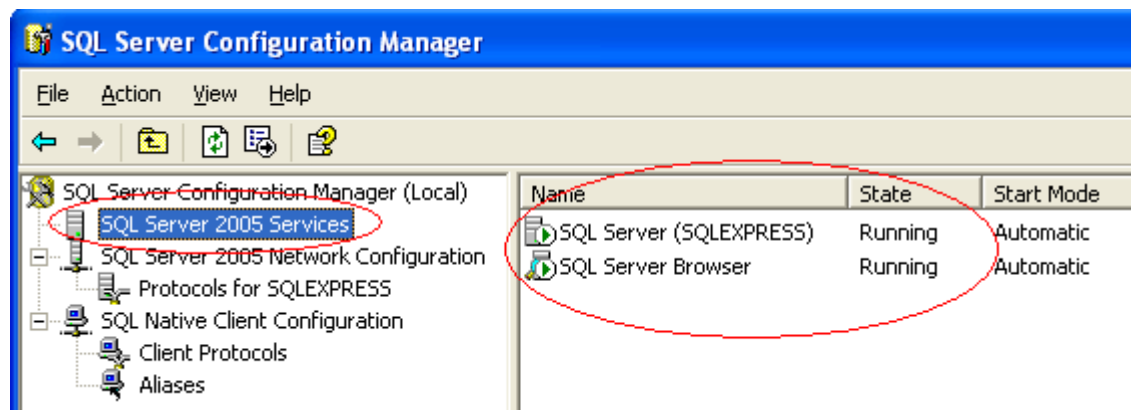 SQL Server Configuration Manager
File Action View Help
SQL Server Configuration Manager (Local)
SQL Server 2005 Services
SQL Server 2005 Network Configuration
Protocols for SQLEXPRESS
SQL Native Client Configuration
Client Protocols
Aliases
Name State Start Mode
SQL Server (SQLEXPRESS) Running Automatic
SQL Server Browser Running Automatic